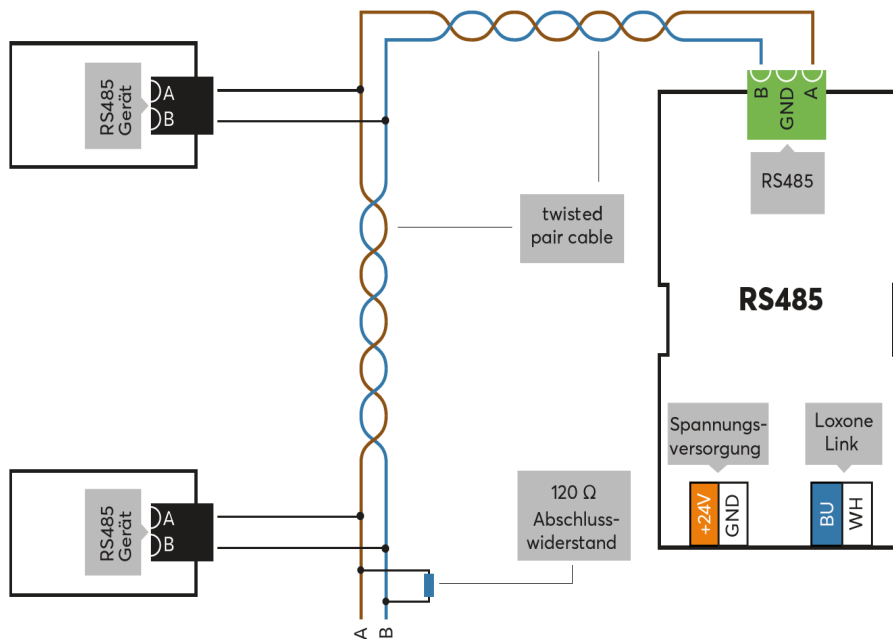 RS485
Gerät
A
B
B
GND
A
RS485
twisted
pair cable
RS485
Spannungs-
versorgung
Loxone
Link
+24V
GND
BU
WH
RS485
Gerät
A
B
120 Ω
Abschluss-
widerstand
A
B